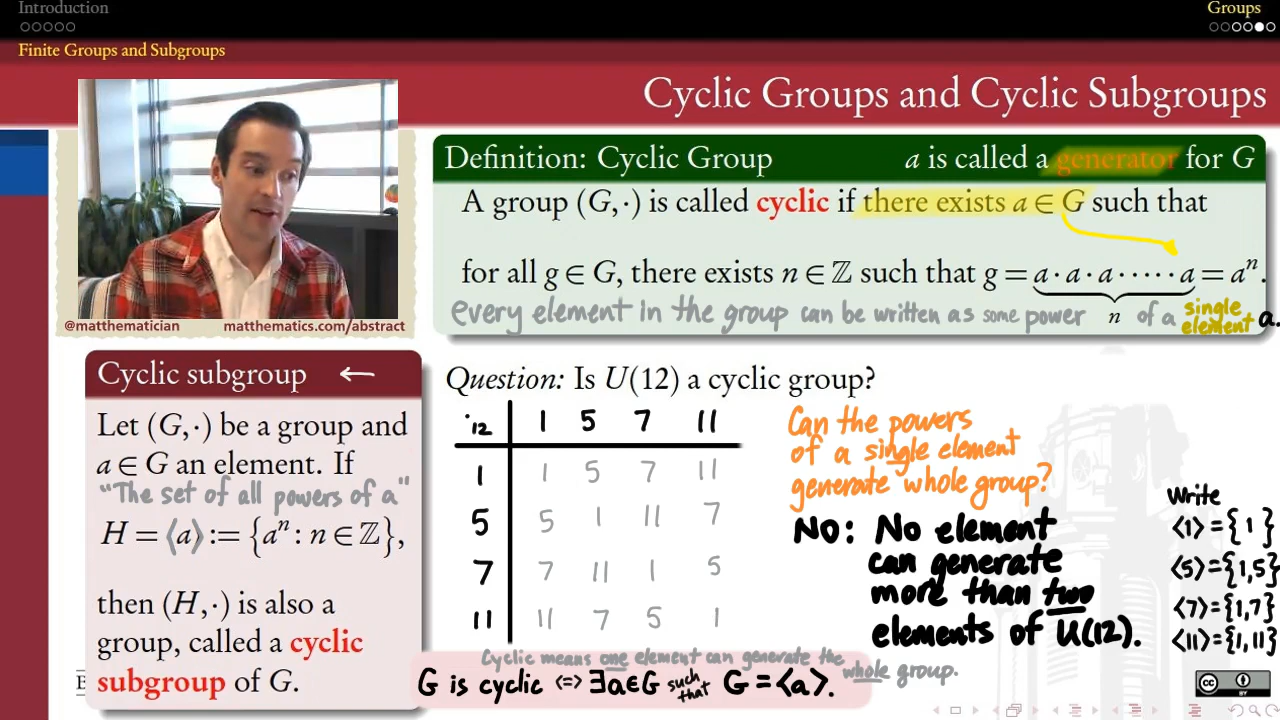 Introduction
Groups
Finite Groups and Subgroups
Cyclic Groups and Cyclic Subgroups
@matthematician matthematics.com/abstract
Definition: Cyclic Group a is called a generator for G
A group (G,·) is called cyclic if there exists a ∈ G such that
for all g ∈ G, there exists n ∈ ℤ such that g = a · a · a · · · · · a = aⁿ.
n
every element in the group can be written as some power of a single element a.
Cyclic subgroup ←
Let (G,·) be a group and
a ∈ G an element. If
"The set of all powers of a"
H = ⟨a⟩ := {aⁿ : n ∈ ℤ},
then (H,·) is also a
group, called a cyclic
subgroup of G.
Question: Is U(12) a cyclic group?
·12 1 5 7 11
1 1 5 7 11
5 5 1 11 7
7 7 11 1 5
11 11 7 5 1
Can the powers
of a single element
generate whole group?
NO: No element
can generate
more than two
elements of U(12).
Write
⟨1⟩ = {1}
⟨5⟩ = {1,5}
⟨7⟩ = {1,7}
⟨11⟩ = {1,11}
Cyclic means one element can generate the whole group.
G is cyclic ⇔ ∃a∈G such that G = ⟨a⟩.
cc BY